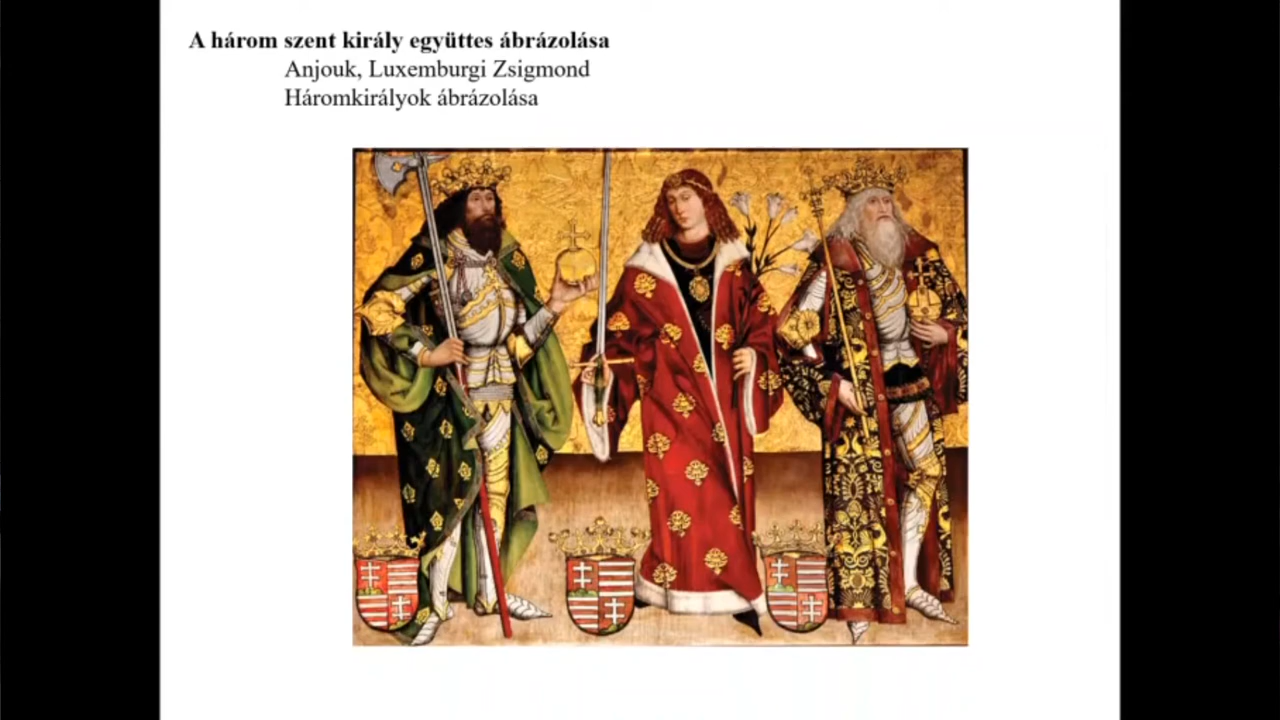 A három szent király együttes ábrázolása
Anjouk, Luxemburgi Zsigmond
Háromkirályok ábrázolása